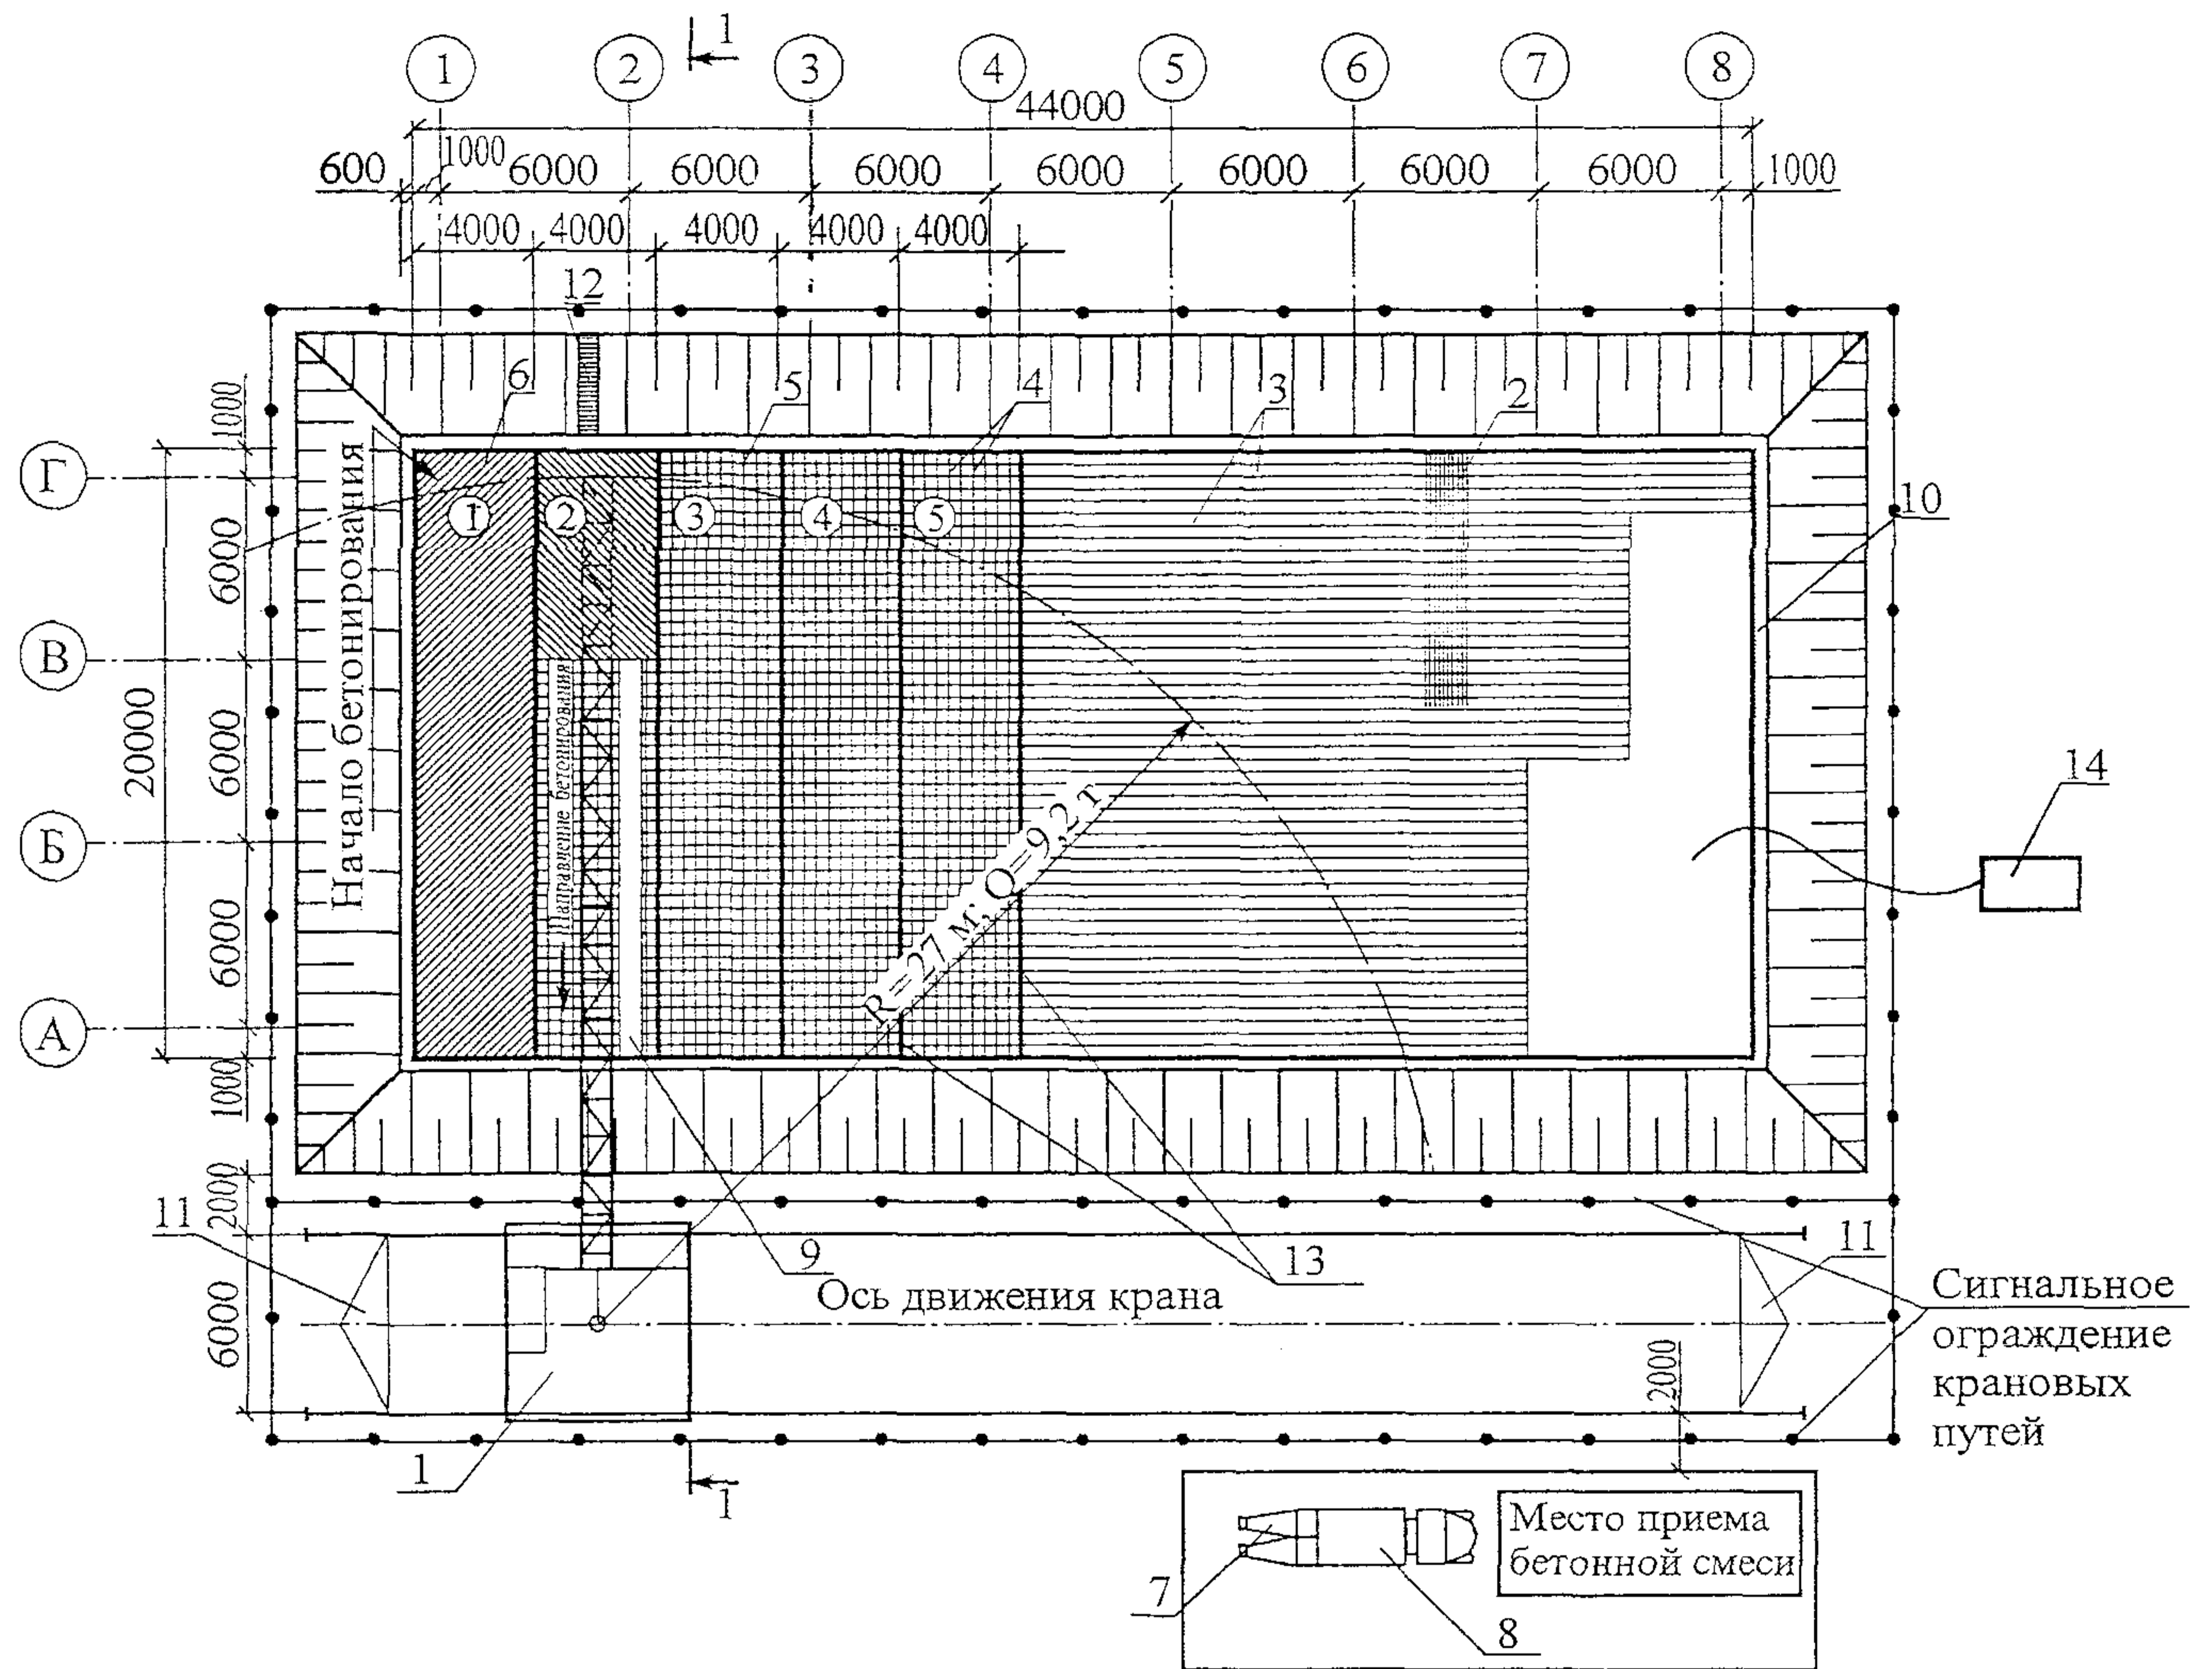 1
1 2 3 4 5 6 7 8
44000
600 1000 6000 6000 6000 6000 6000 6000 6000 1000
4000 4000 4000 4000 4000
12
6 5 4 3 2
1000
Г
1 2 3 4 5
10
6000
Начало бетонирования
В
Направление бетонирования
20000
6000
14
R=27 м; Q=9,2 т
Б
6000
А
1000
2000
11
9
13
11
Ось движения крана
Сигнальное
ограждение
крановых
путей
6000
2000
1
1
Место приема
бетонной смеси
7
8